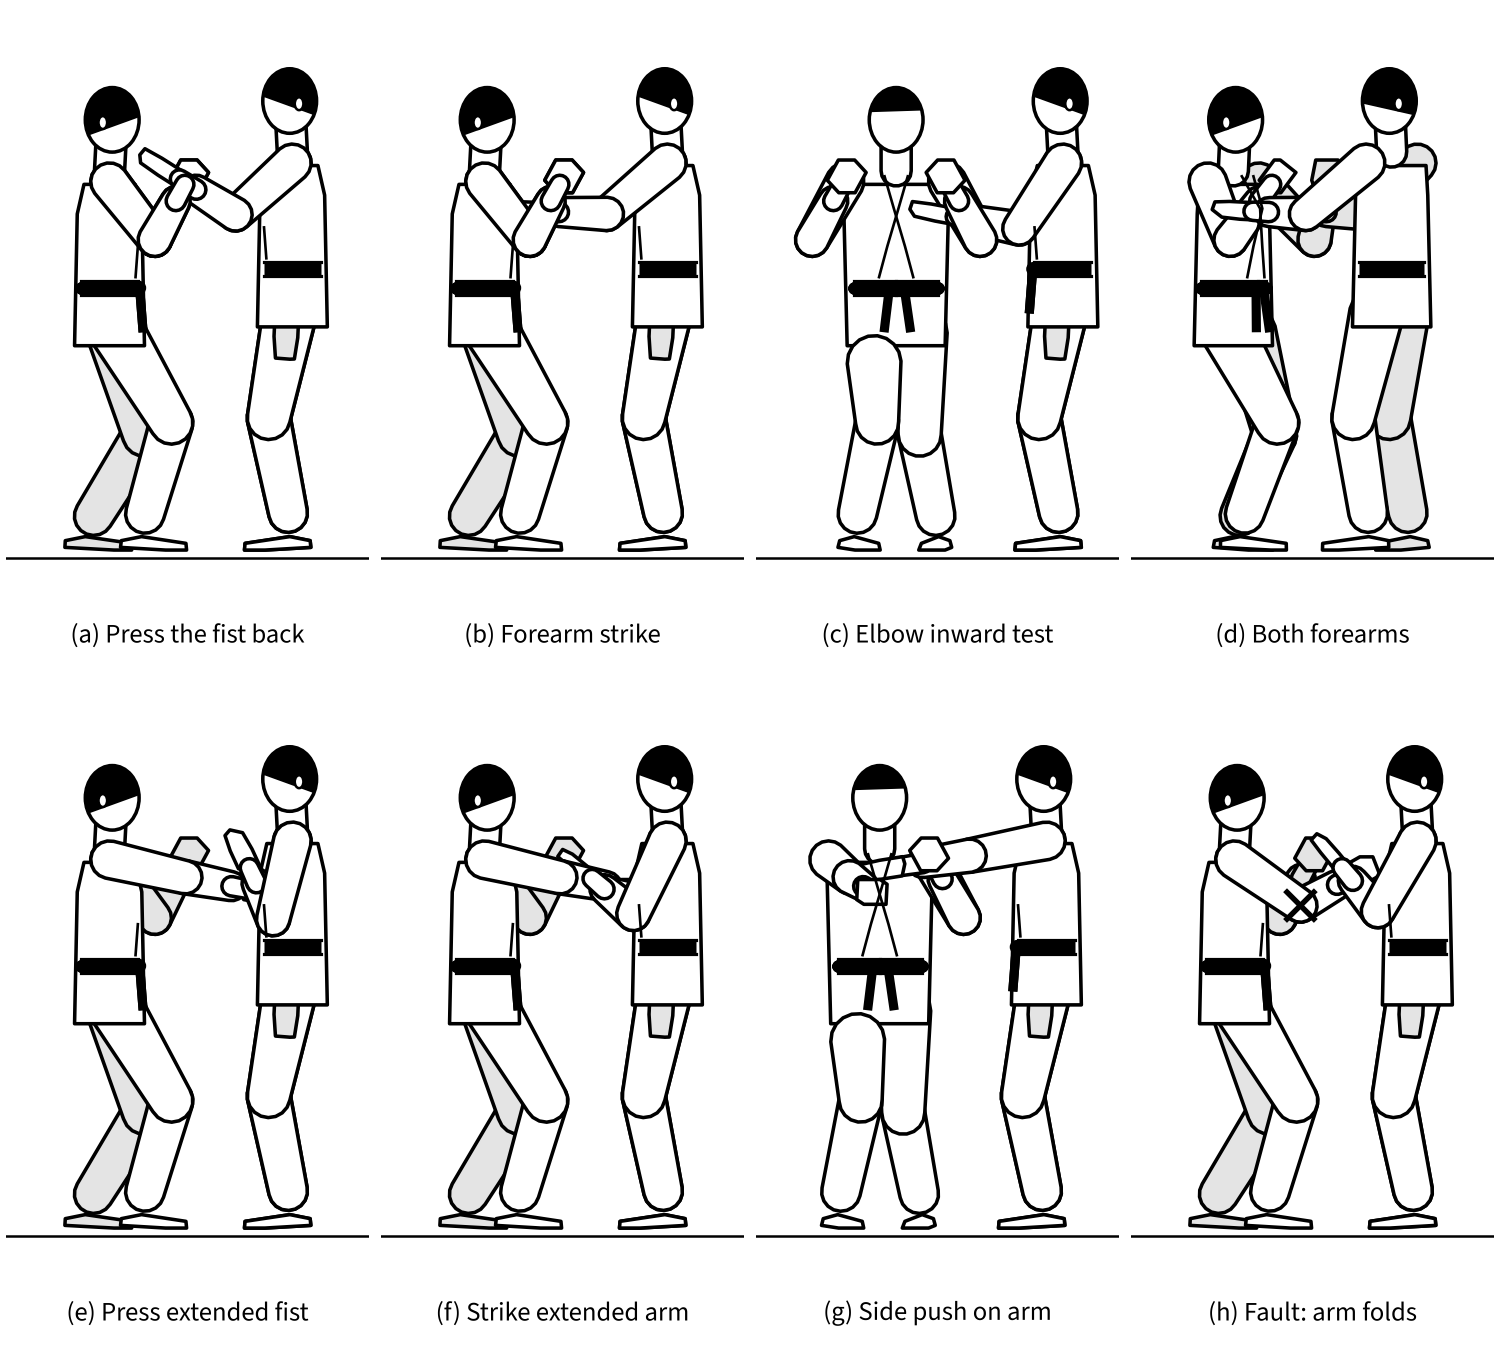 (a) Press the fist back
(b) Forearm strike
(c) Elbow inward test
(d) Both forearms
(e) Press extended fist
(f) Strike extended arm
(g) Side push on arm
(h) Fault: arm folds